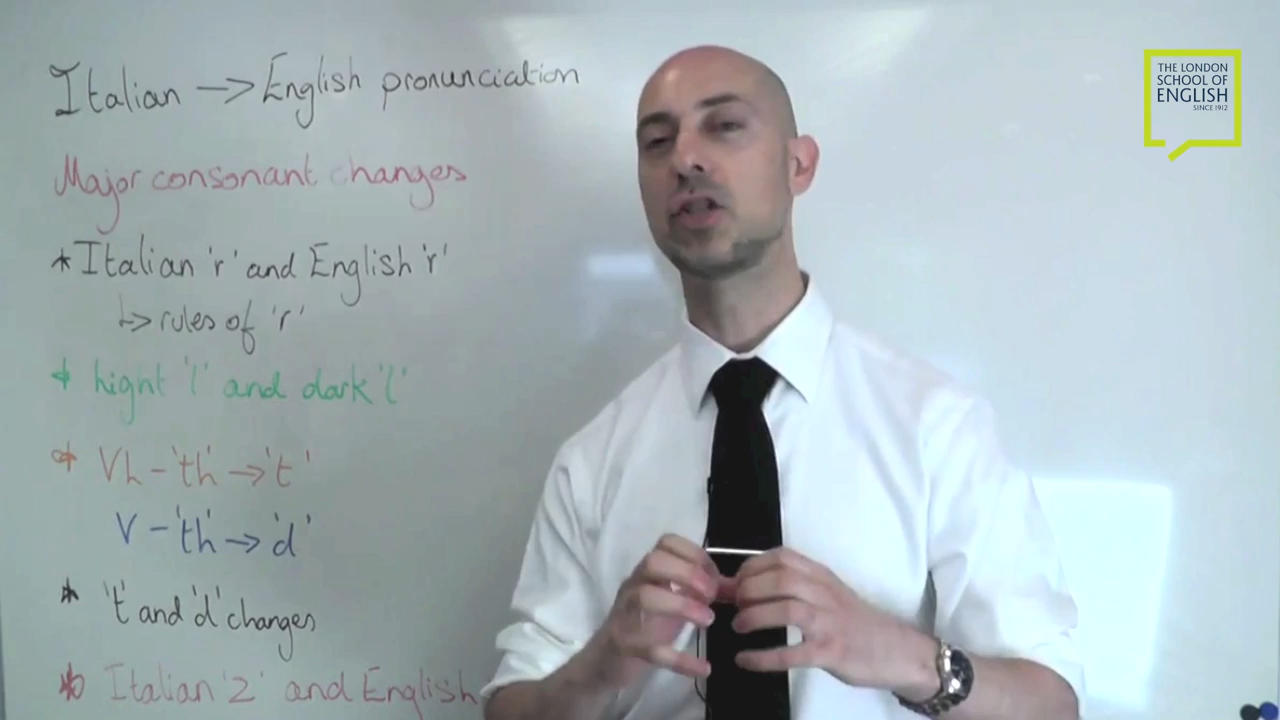 Italian -> English pronunciation
Major consonant changes
* Italian 'r' and English 'r'
↳> rules of 'r'
* light 'l' and dark 'l'
* Vh - 'th' -> 't'
V - 'th' -> 'd'
* 't' and 'd' changes
* Italian 'z' and English
THE LONDON
SCHOOL OF
ENGLISH
SINCE 1912